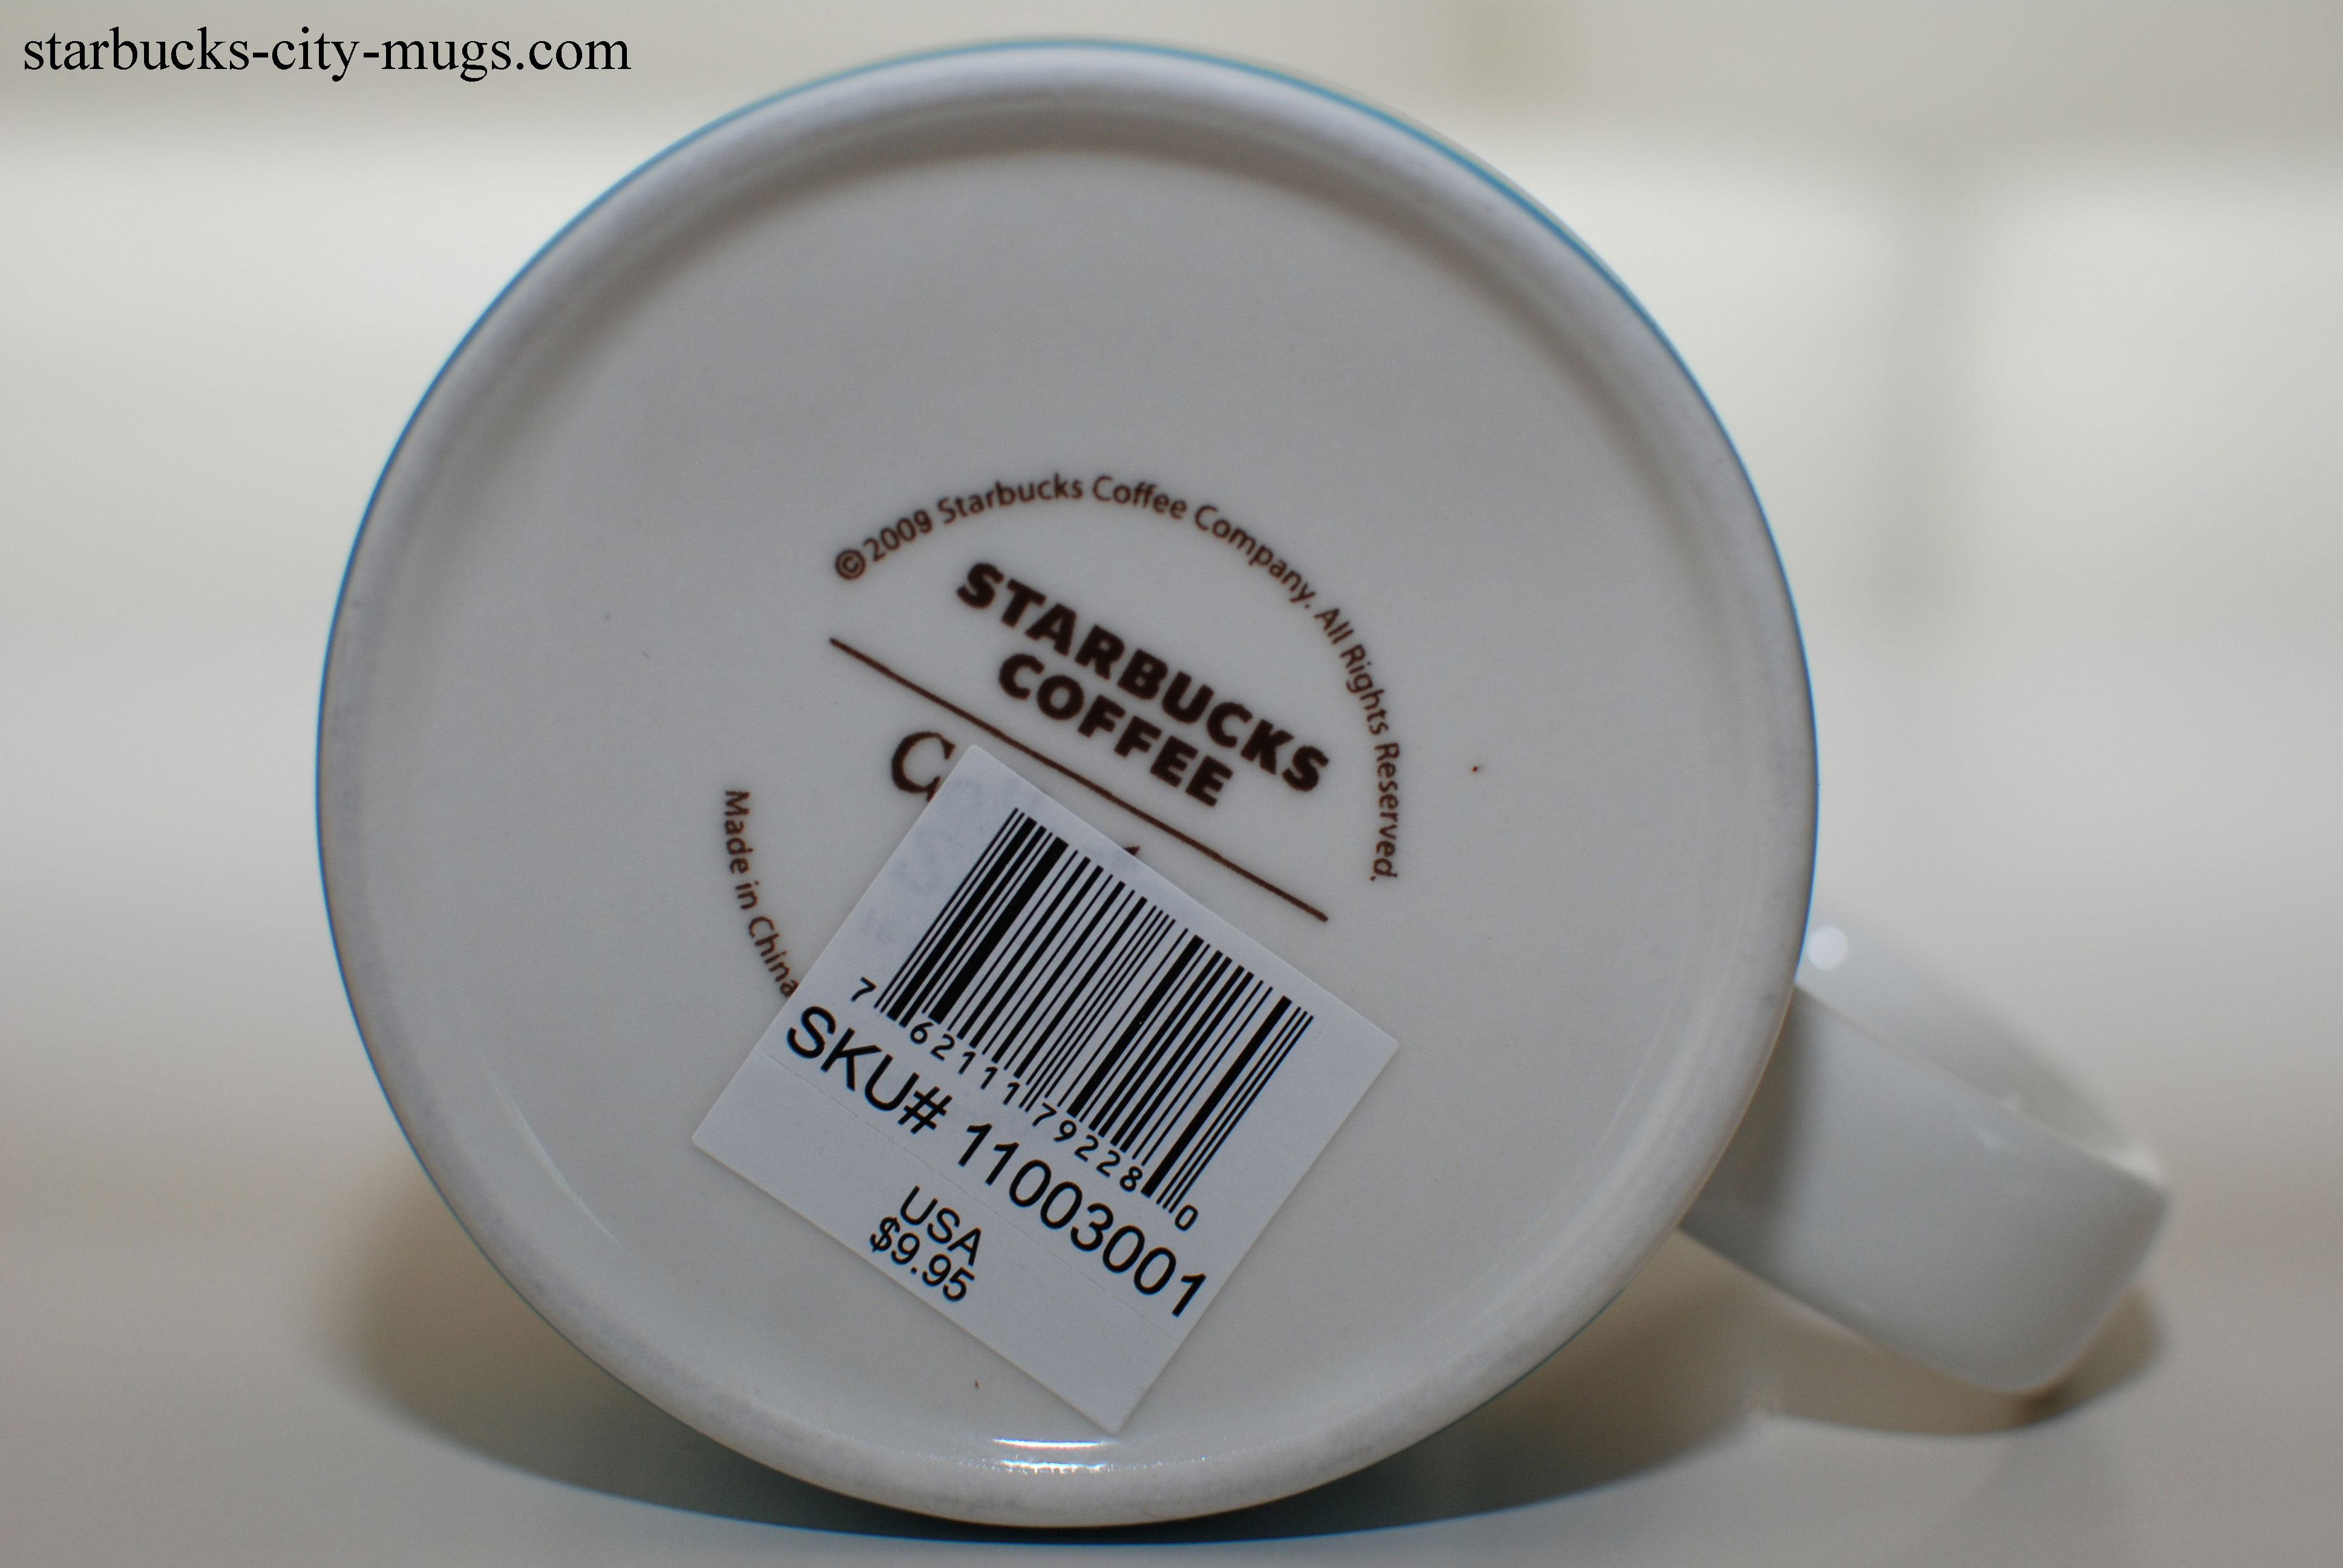 starbucks-city-mugs.com
©2009 Starbucks Coffee Company. All Rights Reserved.
STARBUCKS
COFFEE
Made in China
7 62111 79228 0
SKU# 11003001
USA
$9.95